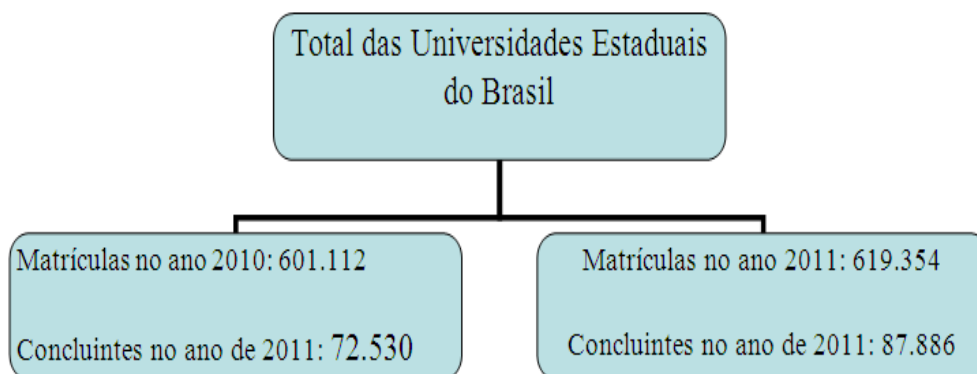 Total das Universidades Estaduais
do Brasil
Matrículas no ano 2010: 601.112
Concluintes no ano de 2011: 72.530
Matrículas no ano 2011: 619.354
Concluintes no ano de 2011: 87.886